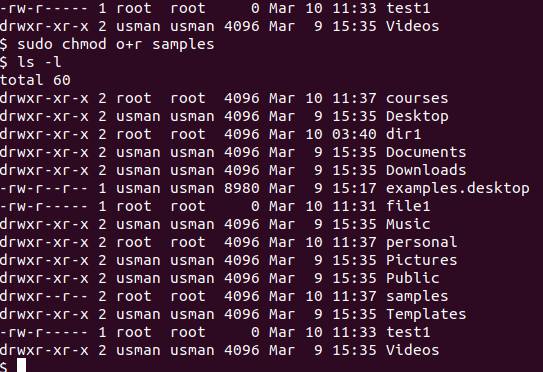 -rw-r----- 1 root  root     0 Mar 10 11:33 test1
drwxr-xr-x 2 usman usman 4096 Mar  9 15:35 Videos
$ sudo chmod o+r samples
$ ls -l
total 60
drwxr-xr-x 2 root  root  4096 Mar 10 11:37 courses
drwxr-xr-x 2 usman usman 4096 Mar  9 15:35 Desktop
drwxr-xr-x 2 usman usman 4096 Mar 10 03:40 dir1
drwxr-xr-x 2 usman usman 4096 Mar  9 15:35 Documents
drwxr-xr-x 2 usman usman 4096 Mar  9 15:35 Downloads
-rw-r--r-- 1 usman usman 8980 Mar  9 15:17 examples.desktop
-rw-r----- 1 root  root     0 Mar 10 11:31 file1
drwxr-xr-x 2 usman usman 4096 Mar  9 15:35 Music
drwxr-xr-x 2 root  root  4096 Mar 10 11:37 personal
drwxr-xr-x 2 usman usman 4096 Mar  9 15:35 Pictures
drwxr-xr-x 2 usman usman 4096 Mar  9 15:35 Public
drwxr--r-- 2 root  root  4096 Mar 10 11:37 samples
drwxr-xr-x 2 usman usman 4096 Mar  9 15:35 Templates
-rw-r----- 1 root  root     0 Mar 10 11:33 test1
drwxr-xr-x 2 usman usman 4096 Mar  9 15:35 Videos
$